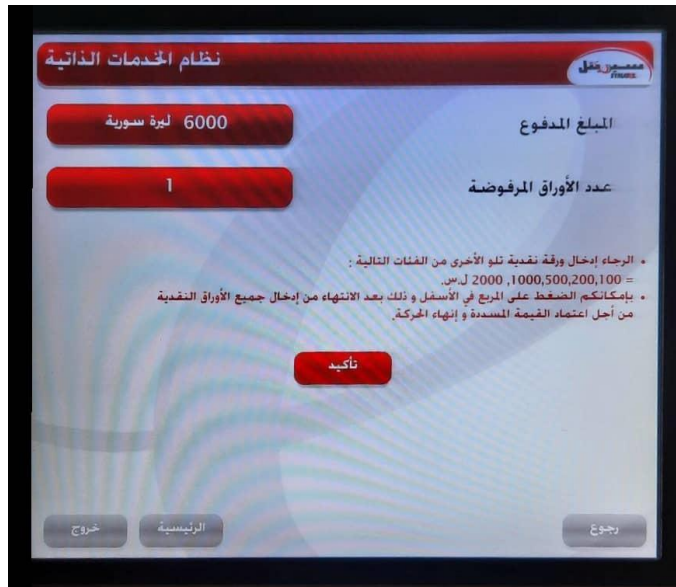 نظام الخدمات الذاتية
المبلغ المدفوع
6000 ليرة سورية
عدد الأوراق المرفوضة
1
• الرجاء إدخال ورقة نقدية تلو الأخرى من الفئات التالية :
= 100,200,500,1000, 2000 ل.س.
• بإمكانكم الضغط على المربع في الأسفل و ذلك بعد الانتهاء من إدخال جميع الأوراق النقدية
من أجل اعتماد القيمة المسددة و إنهاء الحركة.
تأكيد
رجوع
الرئيسية
خروج